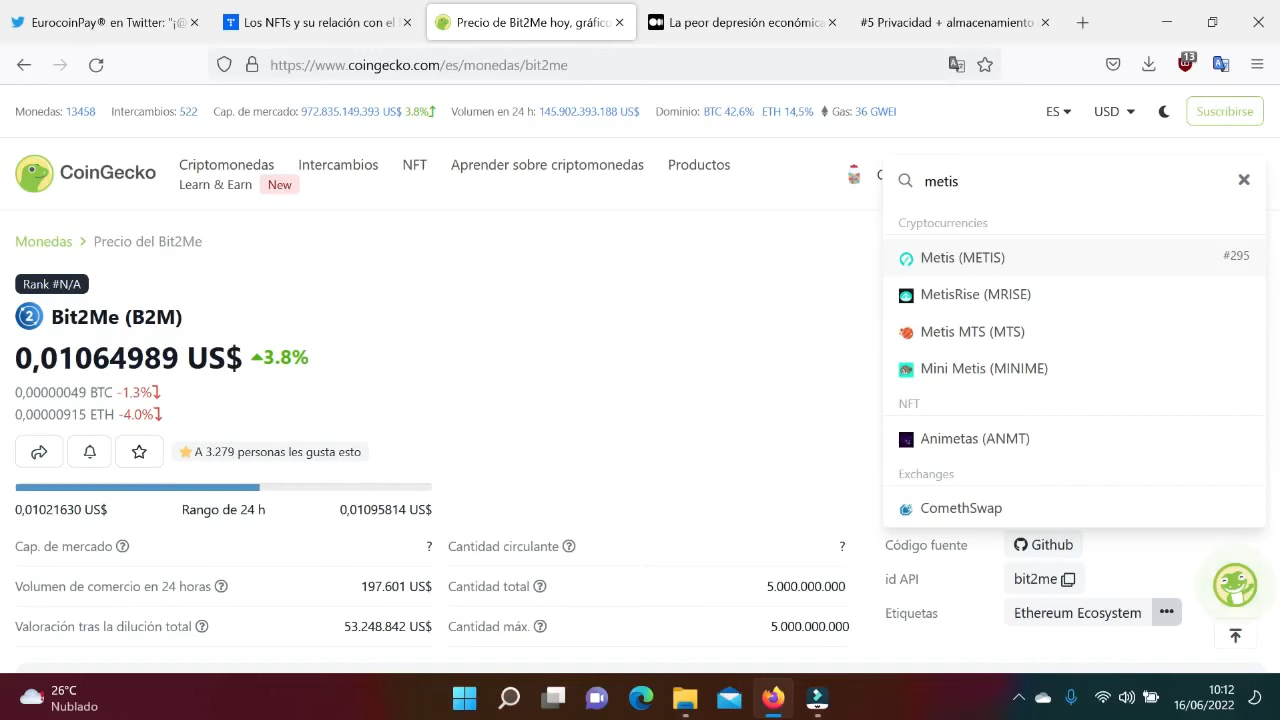 EurocoinPay® en Twitter: "¡@
Los NFTs y su relación con el
Precio de Bit2Me hoy, gráfico
La peor depresión económica
#5 Privacidad + almacenamiento
https://www.coingecko.com/es/monedas/bit2me
13
Monedas: 13458
Intercambios: 522
Cap. de mercado: 972.835.149.393 US$ 3.8%
Volumen en 24 h: 145.902.393.188 US$
Dominio: BTC 42,6% ETH 14,5%
Gas: 36 GWEI
ES
USD
Suscribirse
CoinGecko
Criptomonedas
Intercambios
NFT
Aprender sobre criptomonedas
Productos
Learn & Earn
New
metis
Cryptocurrencies
Metis (METIS)
#295
MetisRise (MRISE)
Metis MTS (MTS)
Mini Metis (MINIME)
NFT
Animetas (ANMT)
Exchanges
ComethSwap
Monedas > Precio del Bit2Me
Rank #N/A
Bit2Me (B2M)
0,01064989 US$ 3.8%
0,00000049 BTC -1.3%
0,00000915 ETH -4.0%
A 3.279 personas les gusta esto
0,01021630 US$
Rango de 24 h
0,01095814 US$
Cap. de mercado
?
Cantidad circulante
?
Volumen de comercio en 24 horas
197.601 US$
Cantidad total
5.000.000.000
Valoración tras la dilución total
53.248.842 US$
Cantidad máx.
5.000.000.000
Código fuente
Github
id API
bit2me
Etiquetas
Ethereum Ecosystem
26°C
Nublado
10:12
16/06/2022